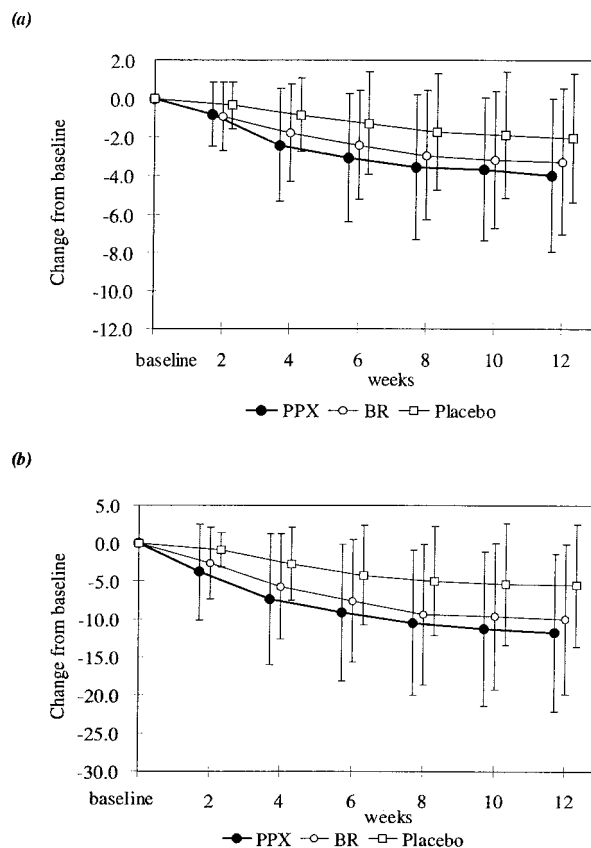 (a)
2.0
0.0
-2.0
-4.0
-6.0
-8.0
-10.0
-12.0
Change from baseline
baseline 2 4 6 8 10 12
weeks
PPX BR Placebo
(b)
5.0
0.0
-5.0
-10.0
-15.0
-20.0
-25.0
-30.0
Change from baseline
baseline 2 4 6 8 10 12
weeks
PPX BR Placebo